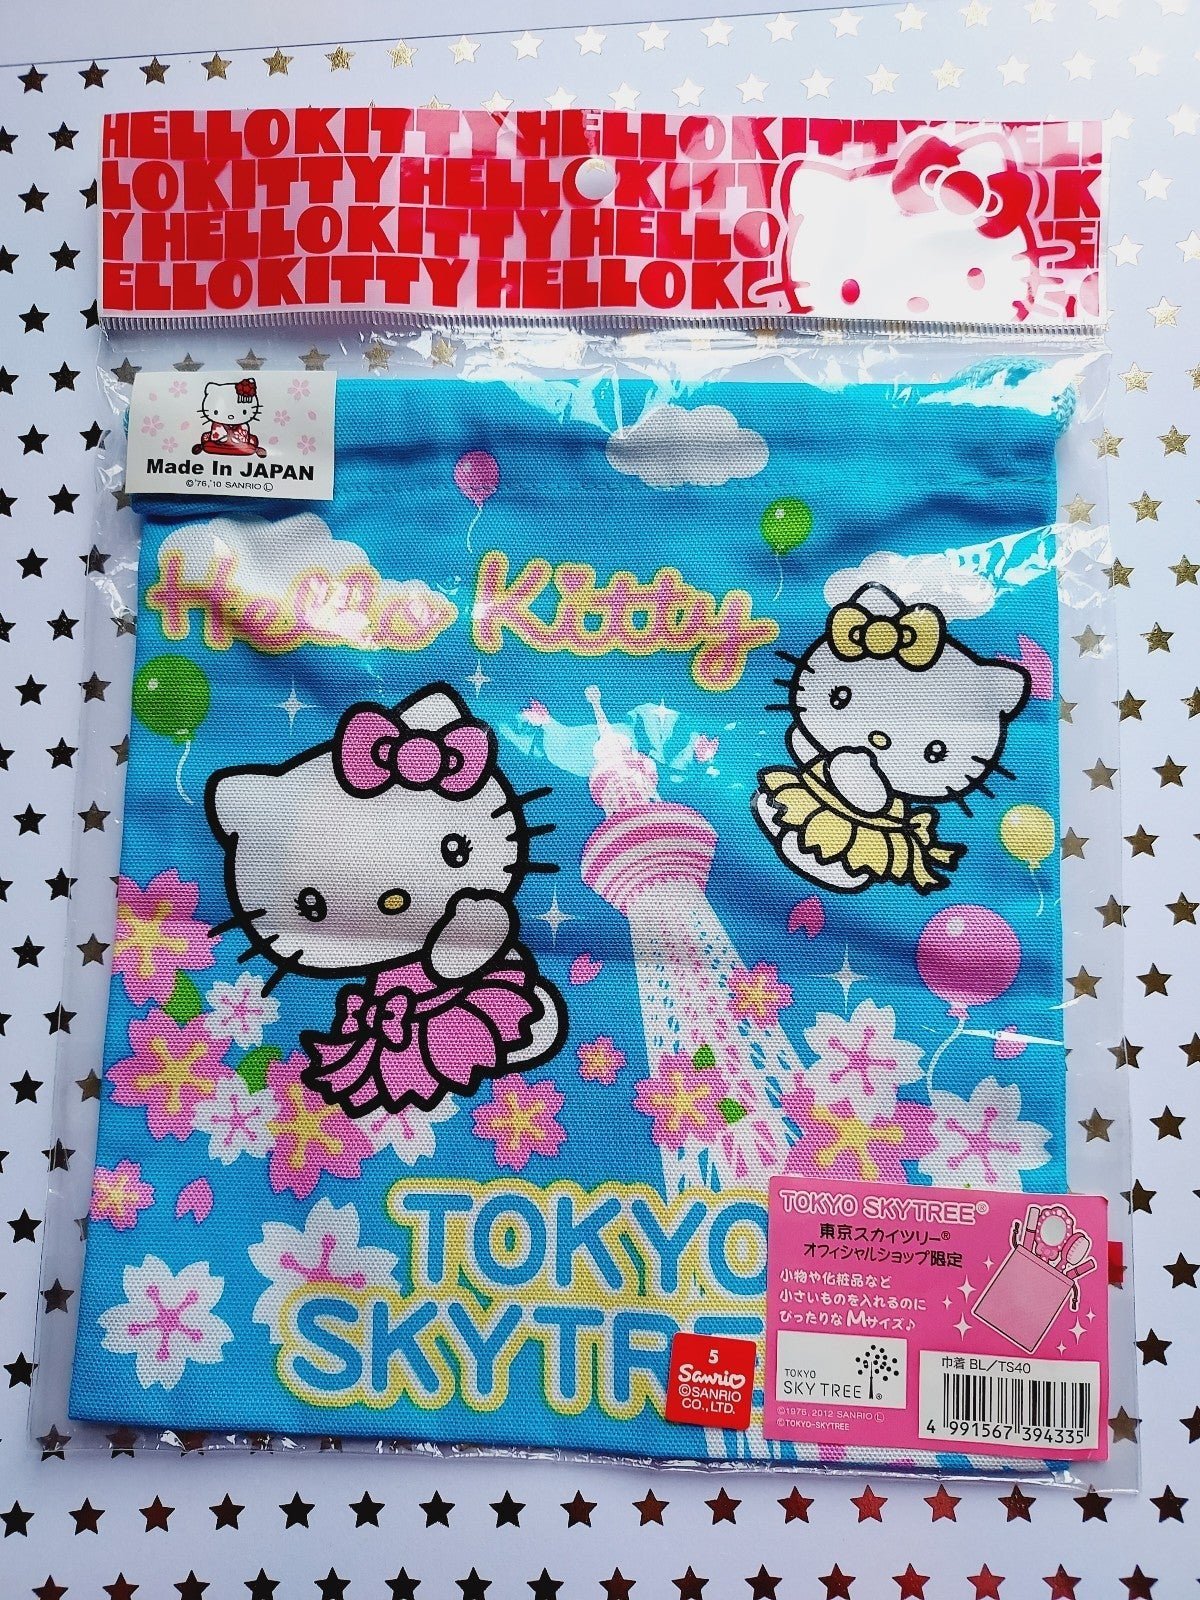 HELLOKITTYHELLOKITTY
LOKITTYHELLOKITT
YHELLOKITTYHELLO
ELLOKITTYHELLOKI
Made In JAPAN
©'76,'10 SANRIO Ⓛ
Hello Kitty
TOKYO
SKYTREE
TOKYO SKYTREE®
東京スカイツリー®
オフィシャルショップ限定
小物や化粧品など
小さいものを入れるのに
ぴったりなMサイズ♪
TOKYO
SKY TREE®
©1976, 2012 SANRIO Ⓛ
©TOKYO-SKYTREE
巾着 BL/TS40
4 991567 394335
5
Sanrio
©SANRIO
CO.,LTD.